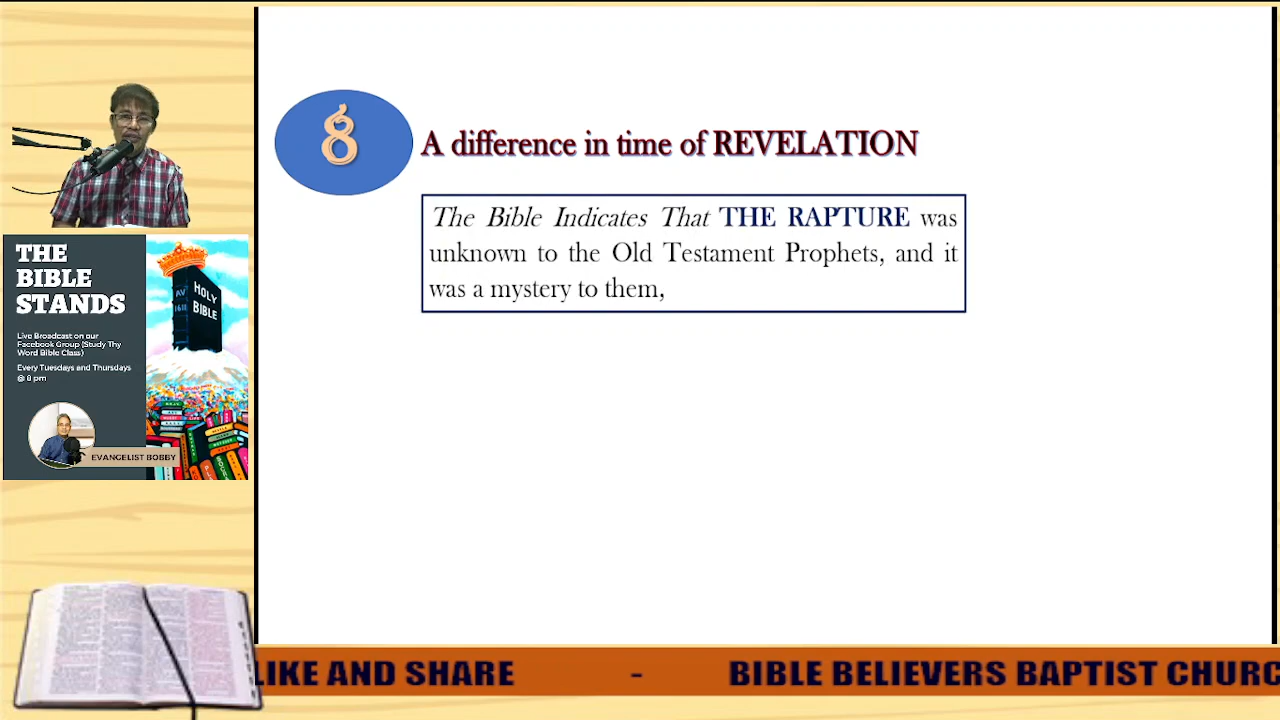 8
A difference in time of REVELATION
The Bible Indicates That THE RAPTURE was
unknown to the Old Testament Prophets, and it
was a mystery to them,
THE
BIBLE
STANDS
Live Broadcast on our
Facebook Group (Study Thy
Word Bible Class)
Every Tuesdays and Thursdays
@ 8 pm
EVANGELIST BOBBY
AV
1611
HOLY
BIBLE
LIKE AND SHARE - BIBLE BELIEVERS BAPTIST CHURC